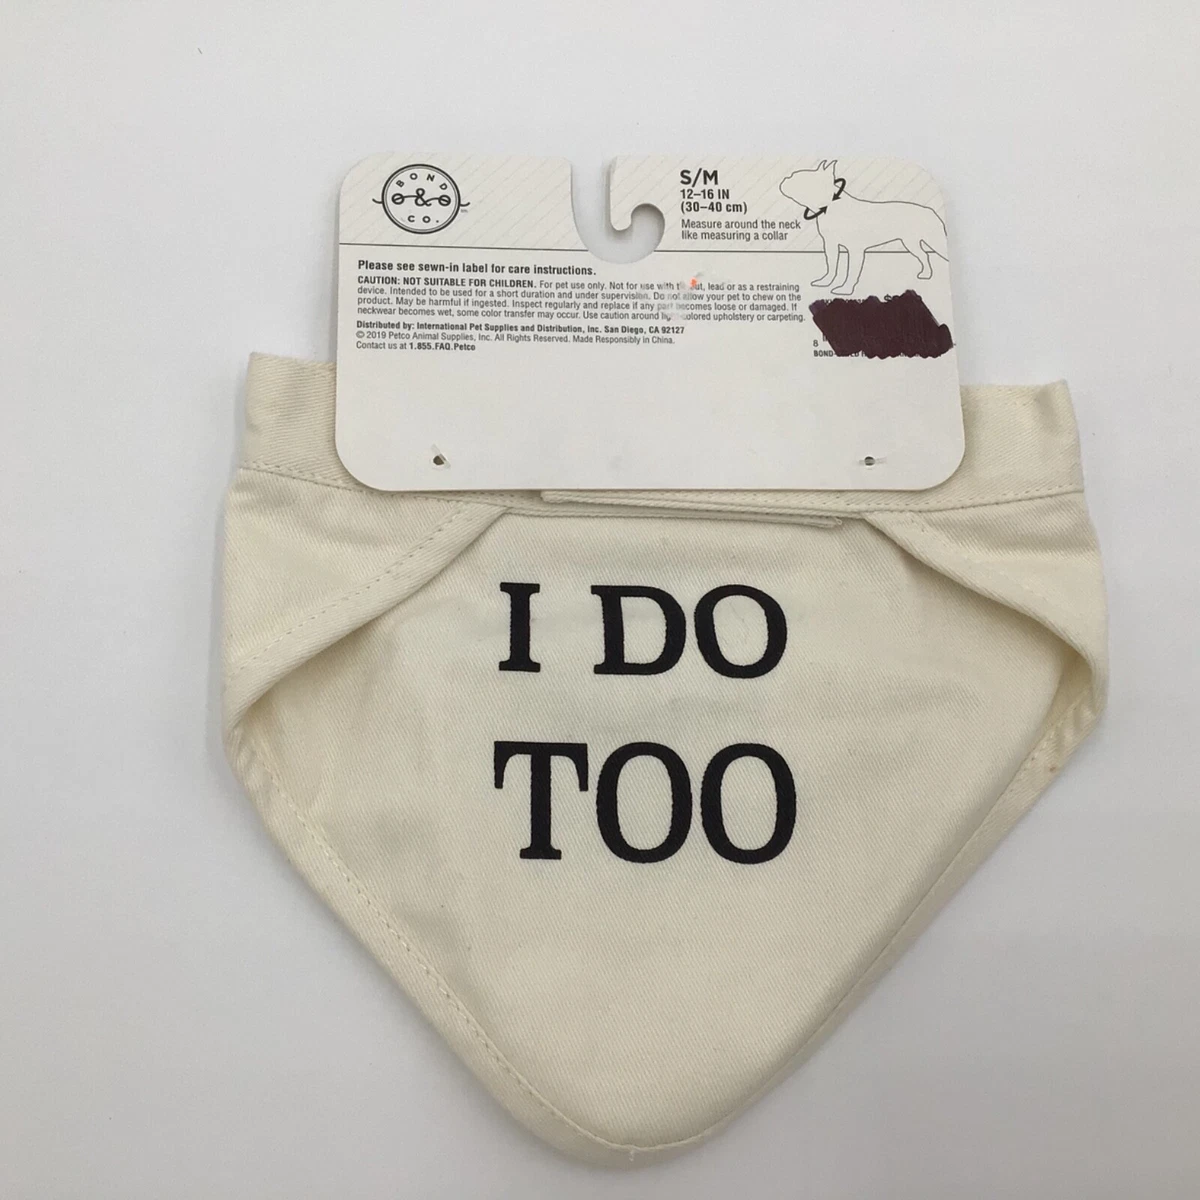 BOND
&
CO.
S/M
12–16 IN
(30–40 cm)
Measure around the neck
like measuring a collar
Please see sewn-in label for care instructions.
CAUTION: NOT SUITABLE FOR CHILDREN. For pet use only. Not for use with lead or as a restraining
device. Intended to be used for a short duration and under supervision. Do not allow your pet to chew on the
product. May be harmful if ingested. Inspect regularly and replace if any part becomes loose or damaged. If
neckwear becomes wet, some color transfer may occur. Use caution around colored upholstery or carpeting.
Distributed by: International Pet Supplies and Distribution, Inc. San Diego, CA 92127
© 2019 Petco Animal Supplies, Inc. All Rights Reserved. Made Responsibly in China.
Contact us at 1.855.FAQ.Petco
8
BOND
I DO
TOO